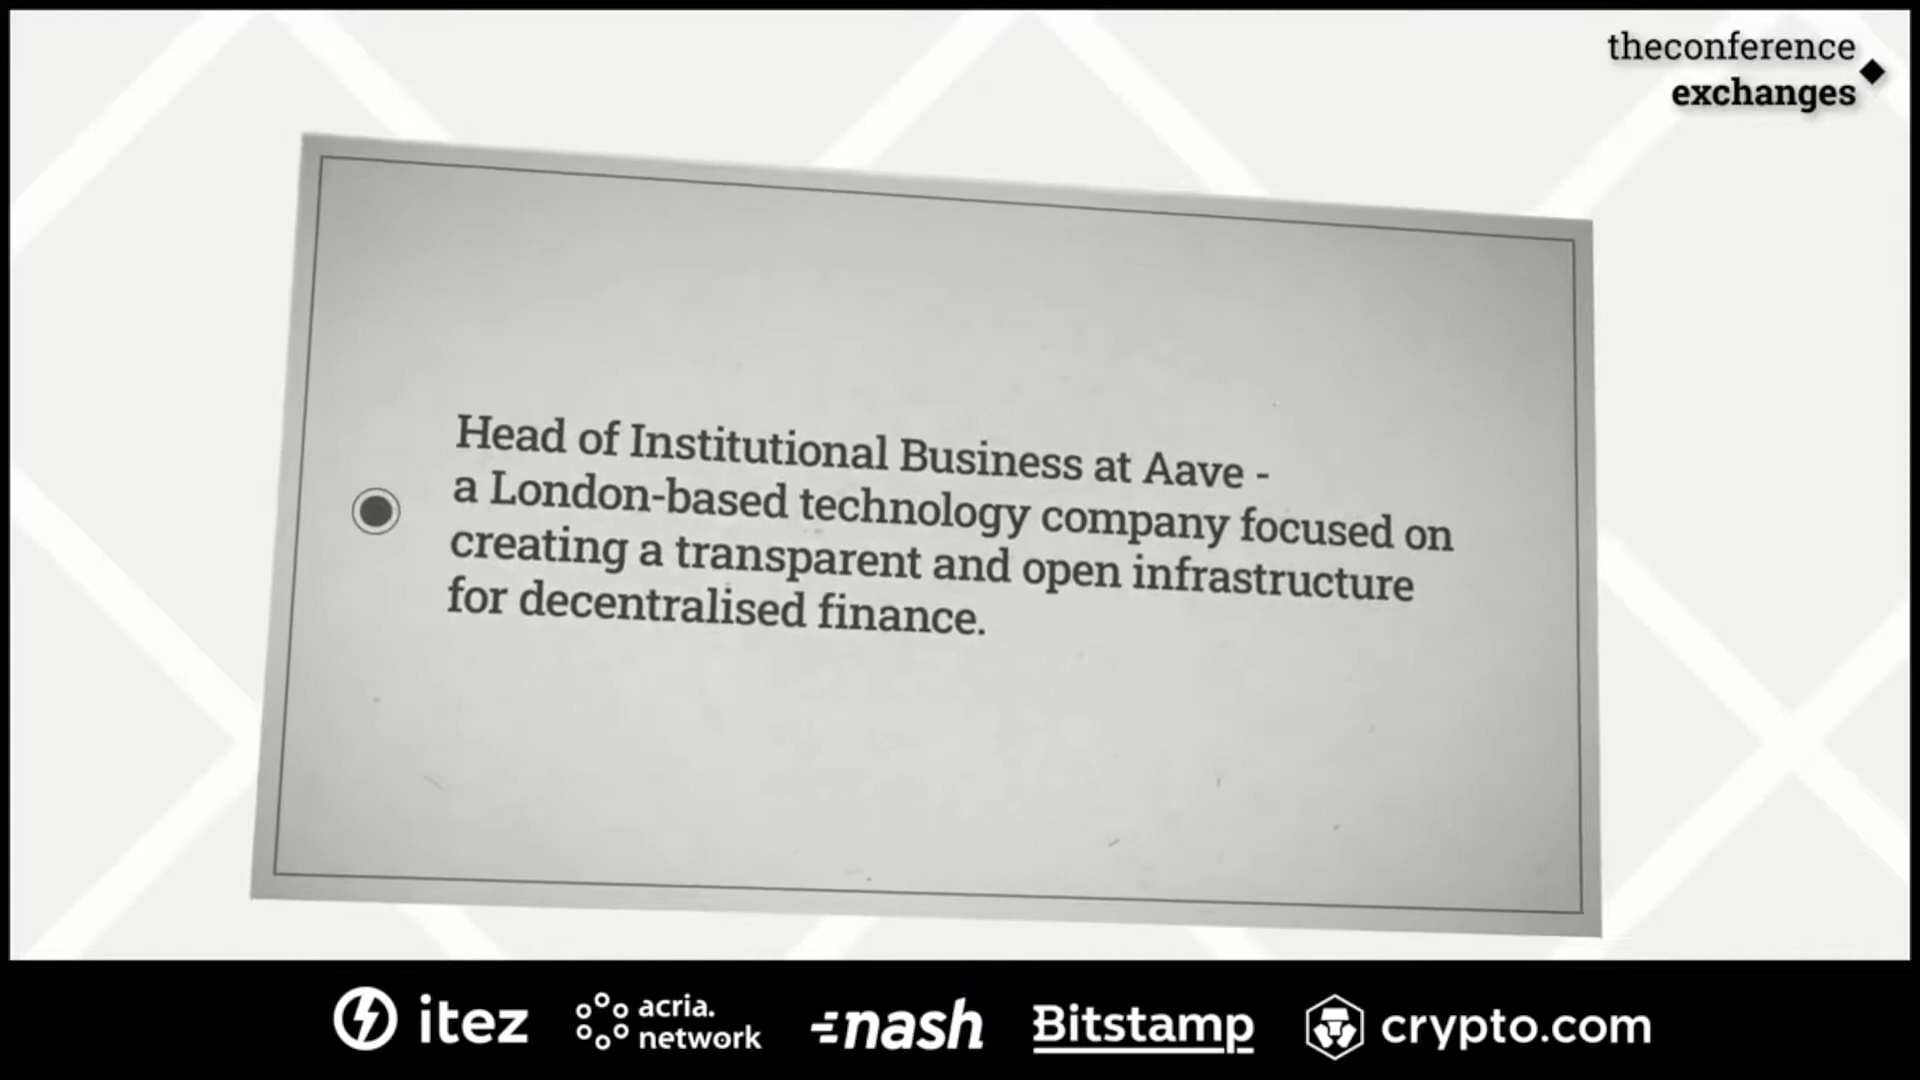 theconference
exchanges
Head of Institutional Business at Aave -
a London-based technology company focused on
creating a transparent and open infrastructure
for decentralised finance.
itez
acria.
network
nash
Bitstamp
crypto.com